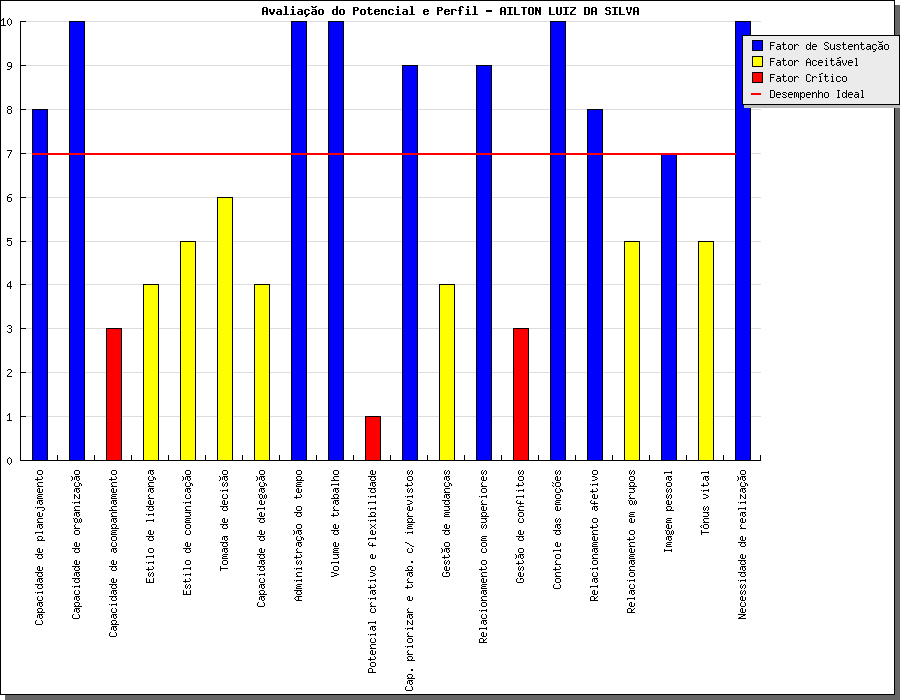 Avaliação do Potencial e Perfil - AILTON LUIZ DA SILVA
10
9
8
7
6
5
4
3
2
1
0
Fator de Sustentação
Fator Aceitável
Fator Crítico
Desempenho Ideal
Capacidade de planejamento
Capacidade de organização
Capacidade de acompanhamento
Estilo de liderança
Estilo de comunicação
Tomada de decisão
Capacidade de delegação
Administração do tempo
Volume de trabalho
Potencial criativo e flexibilidade
Cap. priorizar e trab. c/ imprevistos
Gestão de mudanças
Relacionamento com superiores
Gestão de conflitos
Controle das emoções
Relacionamento afetivo
Relacionamento em grupos
Imagem pessoal
Tônus vital
Necessidade de realização